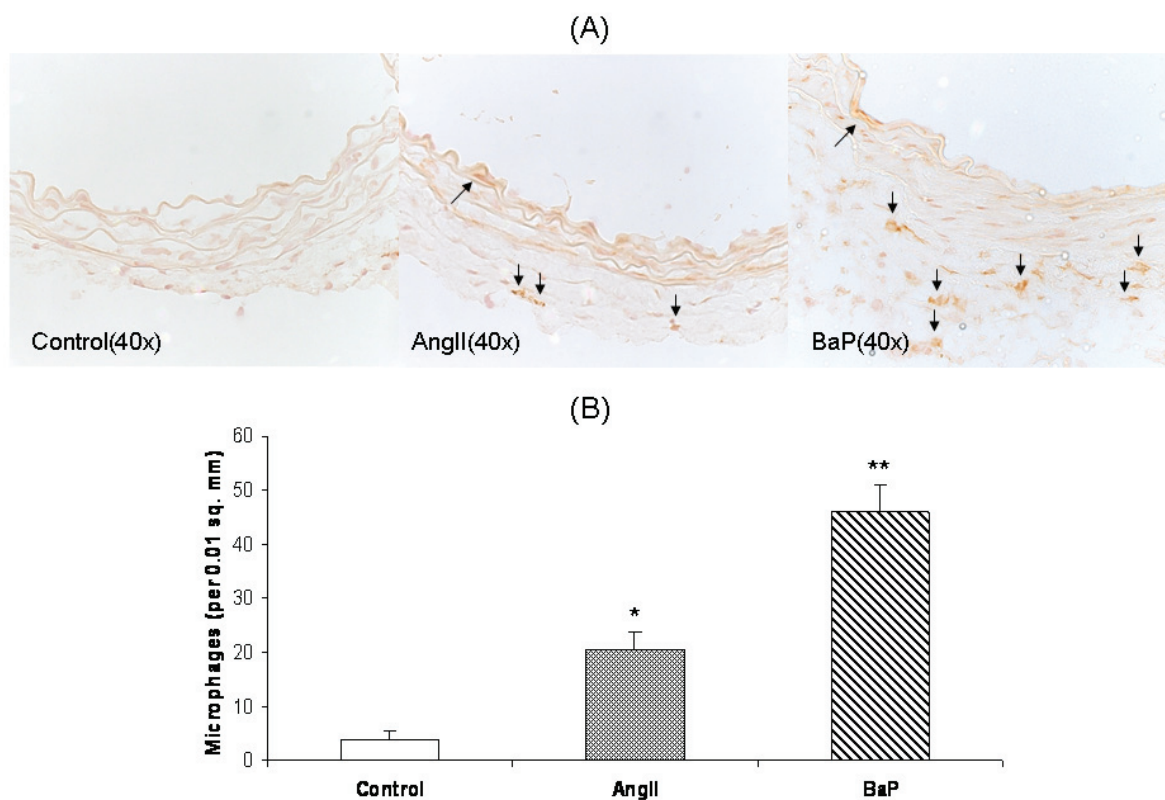 (A)
Control(40x)
AngII(40x)
BaP(40x)
(B)
Microphages (per 0.01 sq. mm)
60
50
40
30
20
10
0
*
**
Control
AngII
BaP